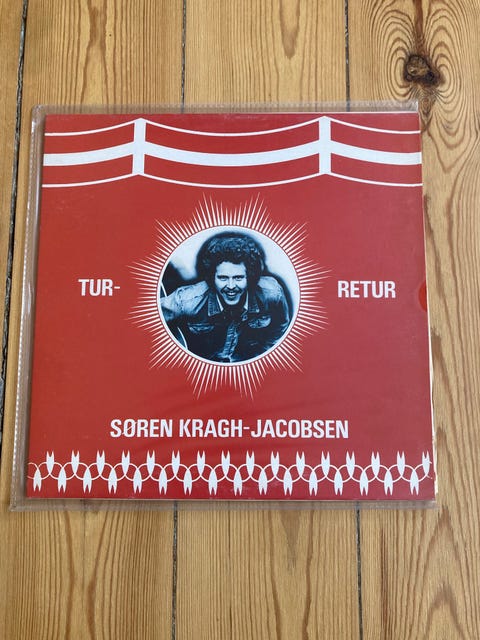 TUR- RETUR
SØREN KRAGH-JACOBSEN